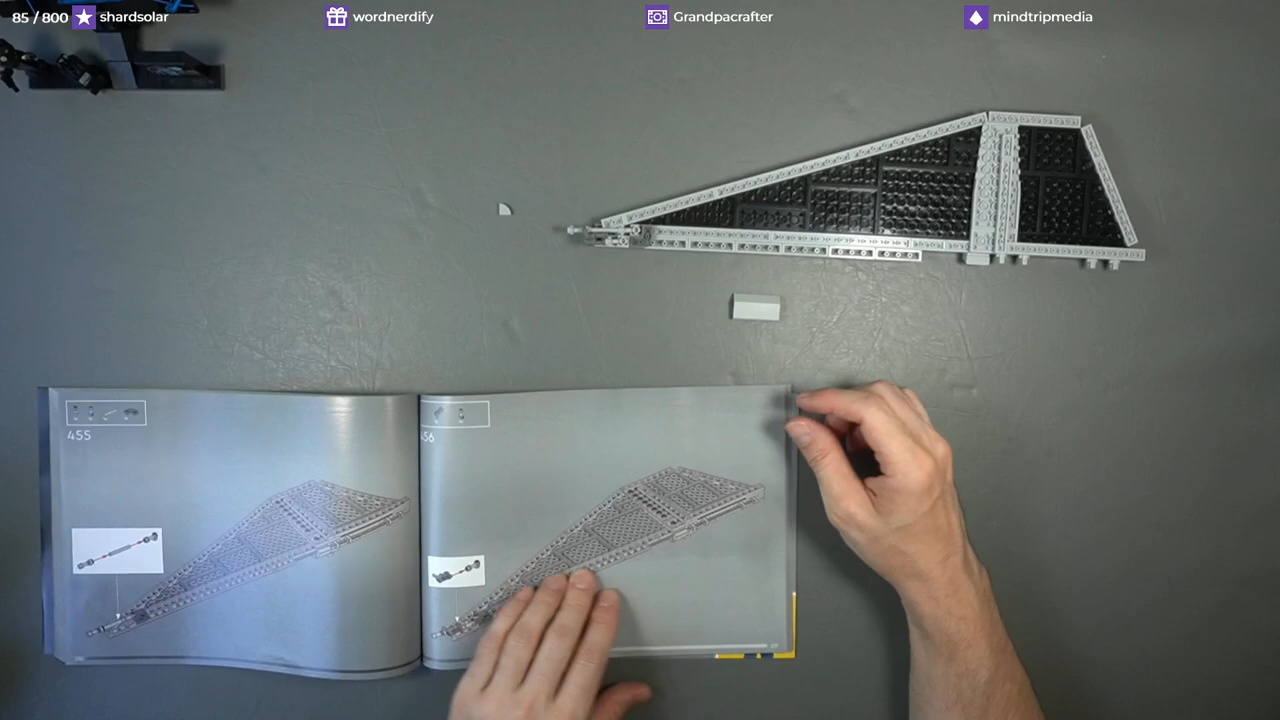 85 / 800 shardsolar
wordnerdify
Grandpacrafter
mindtripmedia
455
456